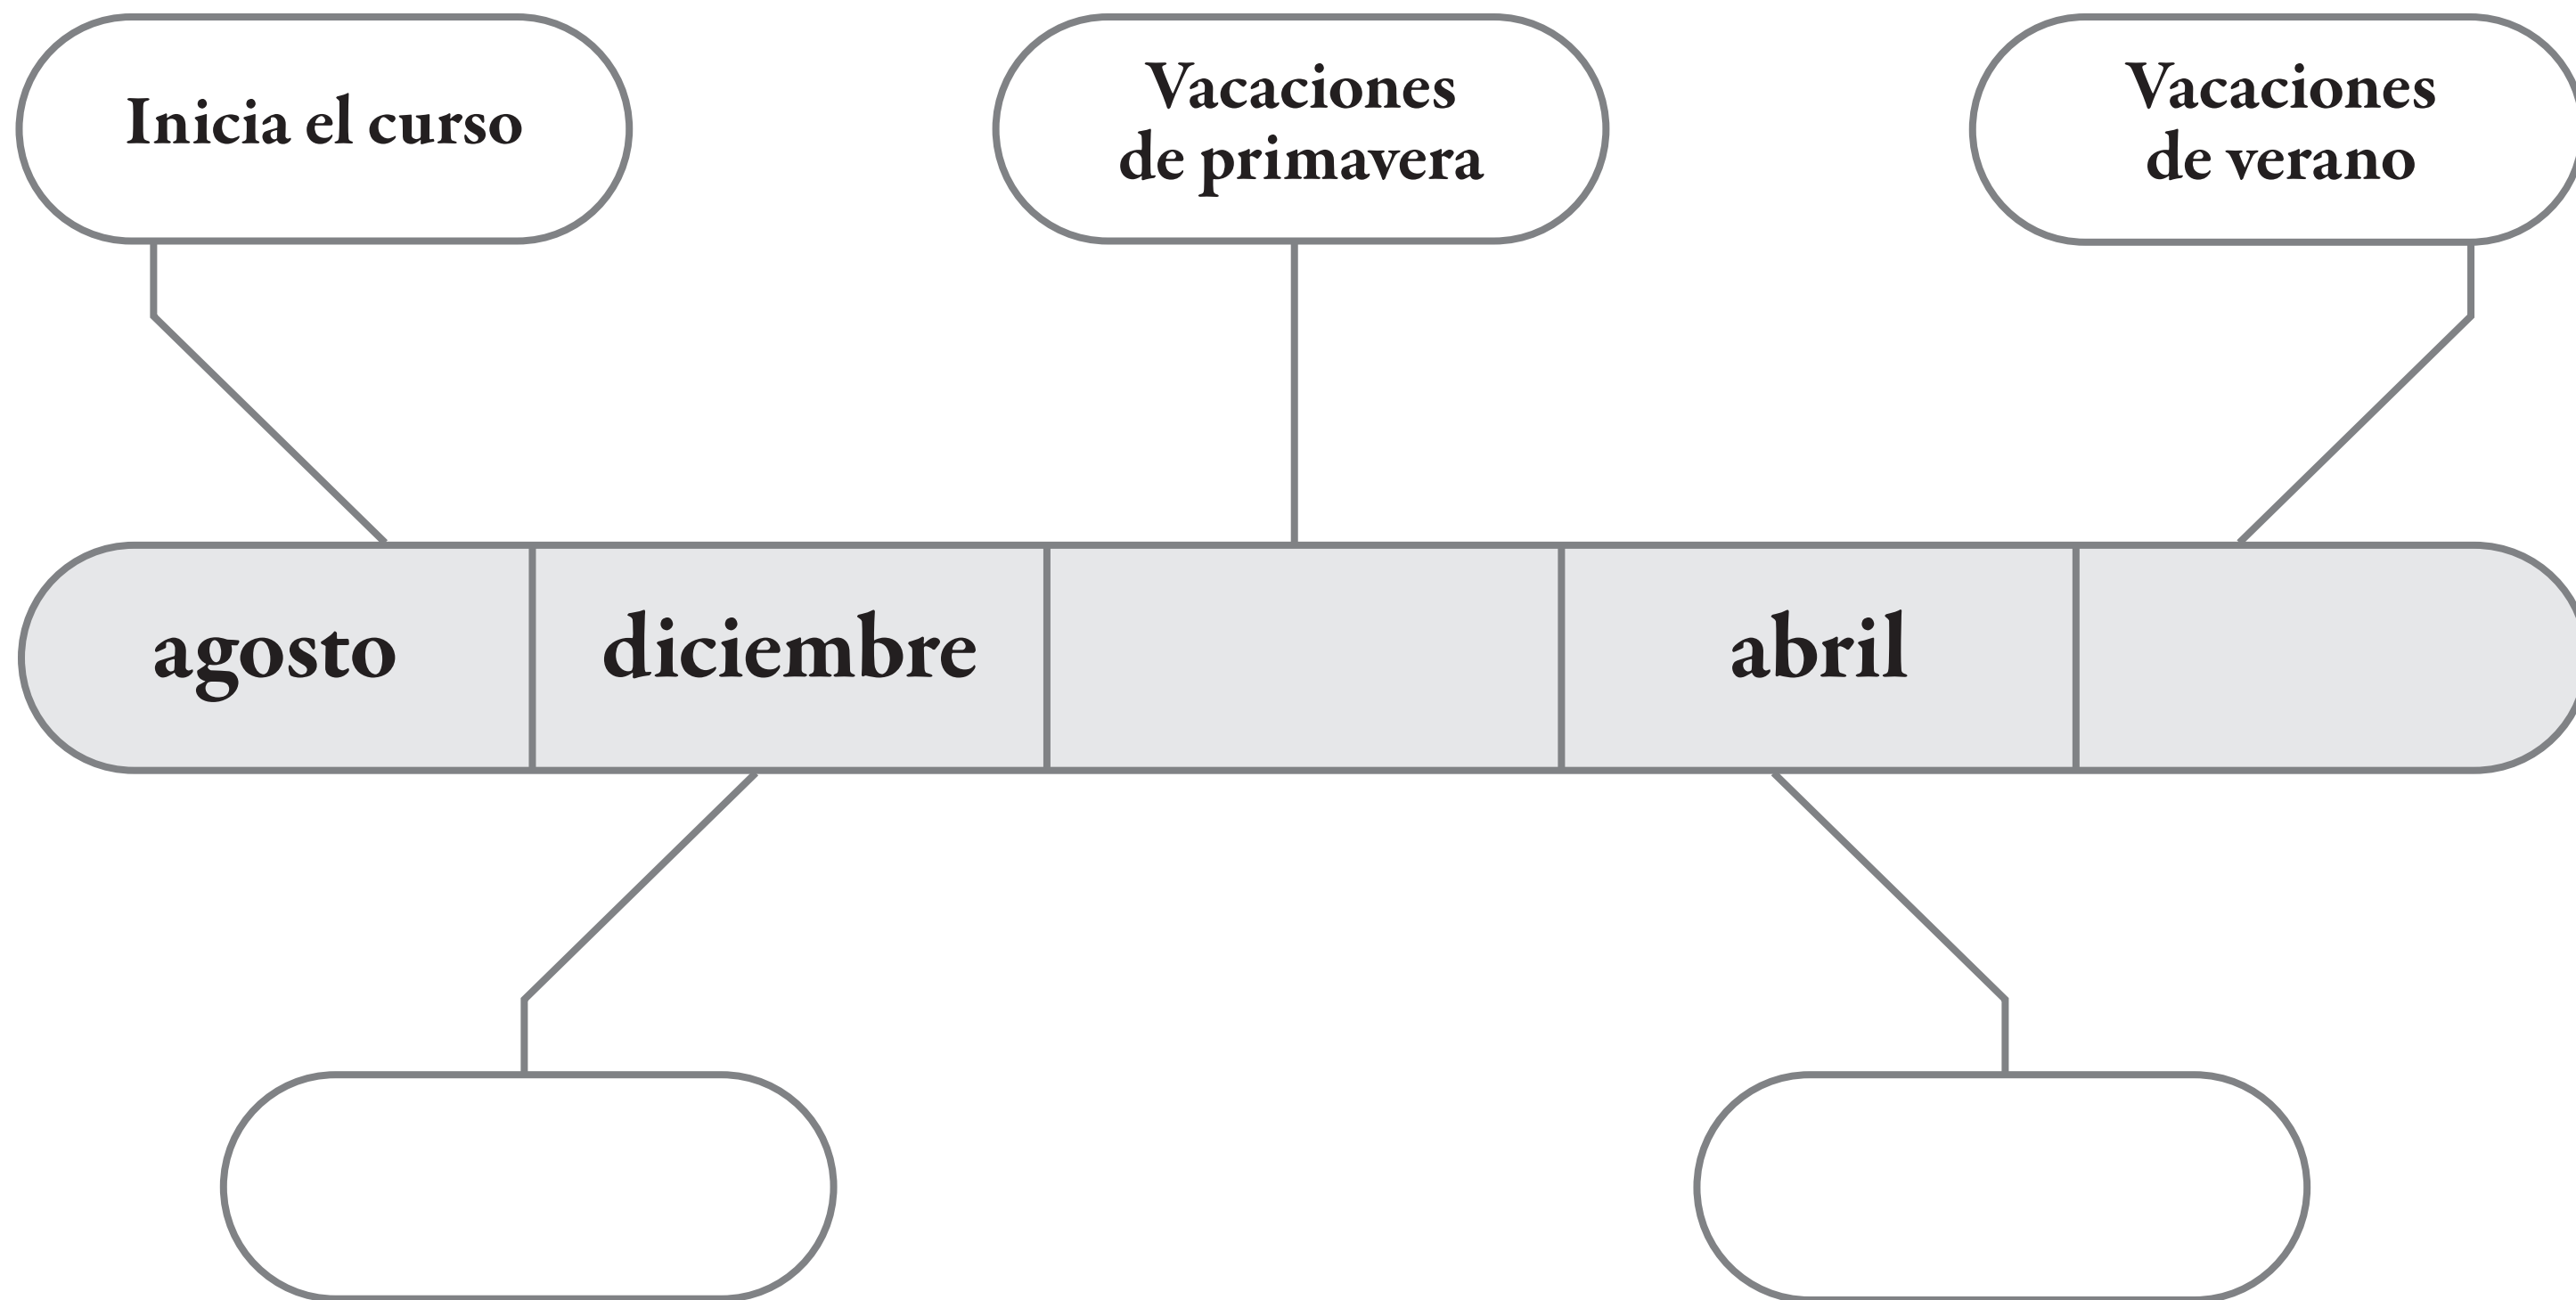 Inicia el curso
Vacaciones
de primavera
Vacaciones
de verano
agosto
diciembre
abril